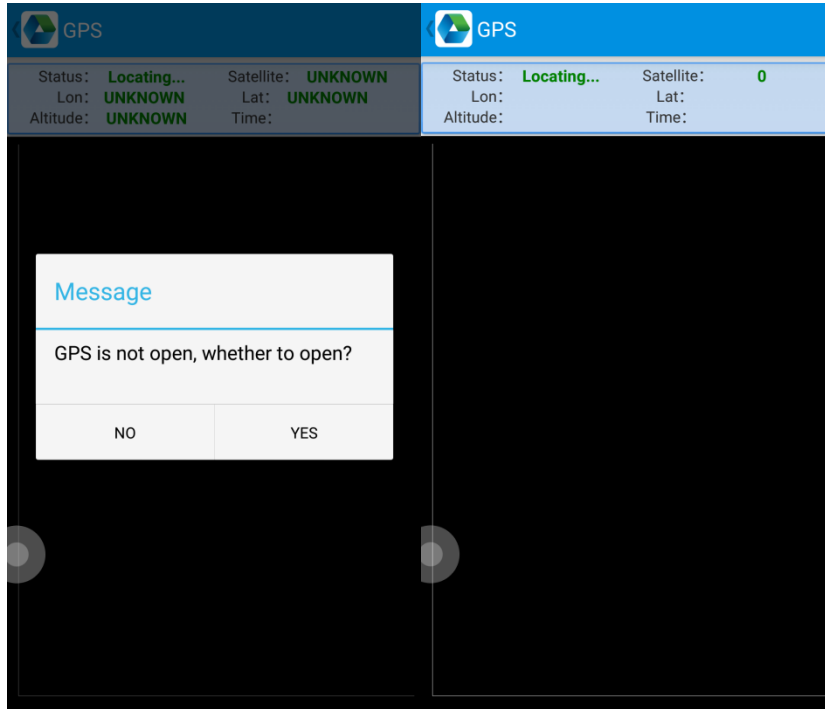 GPS
Status： Locating... Satellite： UNKNOWN
Lon： UNKNOWN Lat： UNKNOWN
Altitude： UNKNOWN Time：
Message
GPS is not open, whether to open?
NO YES
GPS
Status： Locating... Satellite： 0
Lon： Lat：
Altitude： Time：